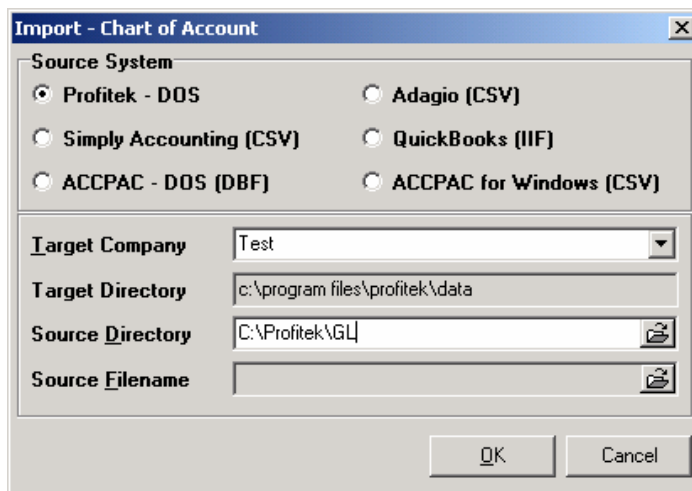 Import - Chart of Account
Source System
Profitek - DOS Adagio (CSV)
Simply Accounting (CSV) QuickBooks (IIF)
ACCPAC - DOS (DBF) ACCPAC for Windows (CSV)
Target Company Test
Target Directory c:\program files\profitek\data
Source Directory C:\Profitek\GL
Source Filename
OK Cancel